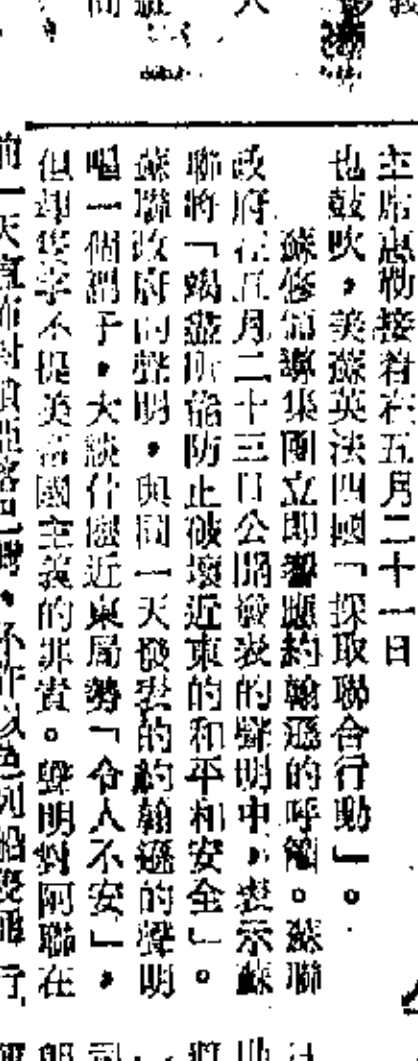 主席惠勒接着在五月二十一日
也鼓吹,美蘇英法四國「採取聯合行動」。
蘇修領導集團立即響應約翰遜的呼籲。蘇聯
政府在五月二十三日公開發表的聲明中,表示蘇
聯將「竭盡所能防止破壞近東的和平和安全」。
蘇聯政府的聲明,與同一天發表的約翰遜的聲明
唱一個調子,大談什麼近東局勢「令人不安」,
但却隻字不提美帝國主義的罪責。聲明對阿聯在
前一天宣布對